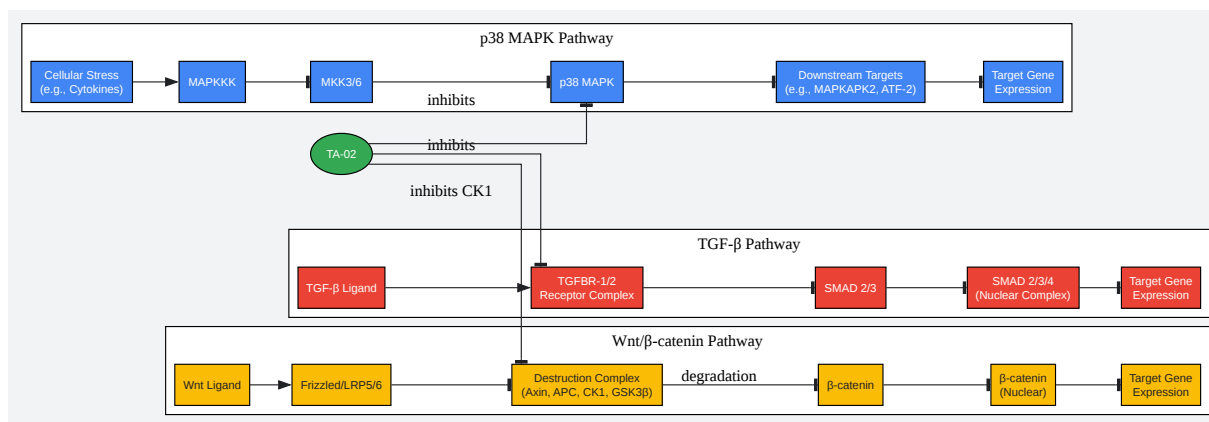 p38 MAPK Pathway
Cellular Stress
(e.g., Cytokines)
MAPKKK
MKK3/6
p38 MAPK
Downstream Targets
(e.g., MAPKAPK2, ATF-2)
Target Gene
Expression
inhibits
TA-02
inhibits
inhibits CK1
TGF-β Pathway
TGF-β Ligand
TGFBR-1/2
Receptor Complex
SMAD 2/3
SMAD 2/3/4
(Nuclear Complex)
Target Gene
Expression
Wnt/β-catenin Pathway
Wnt Ligand
Frizzled/LRP5/6
Destruction Complex
(Axin, APC, CK1, GSK3β)
degradation
β-catenin
β-catenin
(Nuclear)
Target Gene
Expression